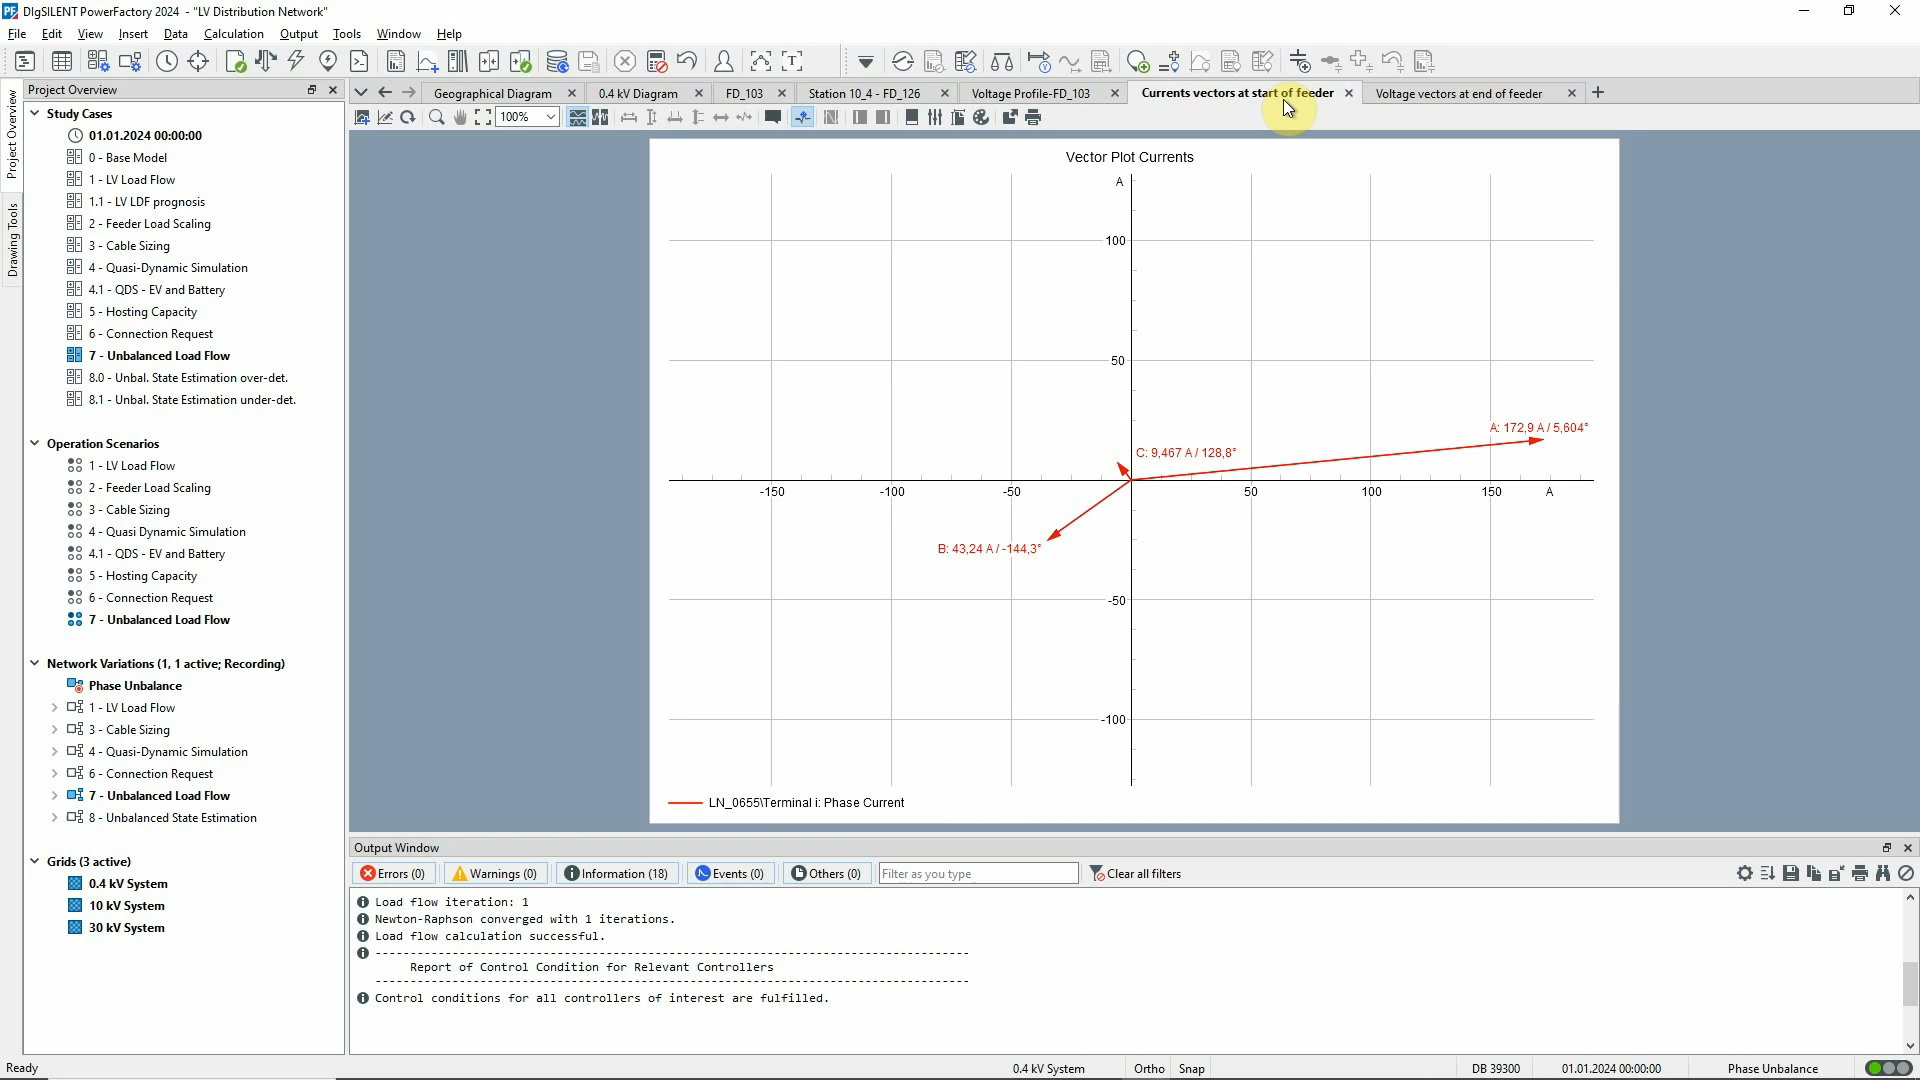 DIgSILENT PowerFactory 2024 - "LV Distribution Network"
File Edit View Insert Data Calculation Output Tools Window Help
Project Overview
Geographical Diagram
0.4 kV Diagram
FD_103
Station 10_4 - FD_126
Voltage Profile-FD_103
Currents vectors at start of feeder
Voltage vectors at end of feeder
100%
Project Overview
Drawing Tools
Study Cases
01.01.2024 00:00:00
0 - Base Model
1 - LV Load Flow
1.1 - LV LDF prognosis
2 - Feeder Load Scaling
3 - Cable Sizing
4 - Quasi-Dynamic Simulation
4.1 - QDS - EV and Battery
5 - Hosting Capacity
6 - Connection Request
7 - Unbalanced Load Flow
8.0 - Unbal. State Estimation over-det.
8.1 - Unbal. State Estimation under-det.
Operation Scenarios
1 - LV Load Flow
2 - Feeder Load Scaling
3 - Cable Sizing
4 - Quasi Dynamic Simulation
4.1 - QDS - EV and Battery
5 - Hosting Capacity
6 - Connection Request
7 - Unbalanced Load Flow
Network Variations (1, 1 active; Recording)
Phase Unbalance
1 - LV Load Flow
3 - Cable Sizing
4 - Quasi-Dynamic Simulation
6 - Connection Request
7 - Unbalanced Load Flow
8 - Unbalanced State Estimation
Grids (3 active)
0.4 kV System
10 kV System
30 kV System
Vector Plot Currents
A
100
50
A: 172,9 A / 5,604°
C: 9,467 A / 128,8°
-150 -100 -50 50 100 150 A
B: 43,24 A / -144,3°
-50
-100
LN_0655\Terminal i: Phase Current
Output Window
Errors (0) Warnings (0) Information (18) Events (0) Others (0) Filter as you type Clear all filters
Load flow iteration: 1
Newton-Raphson converged with 1 iterations.
Load flow calculation successful.
Report of Control Condition for Relevant Controllers
Control conditions for all controllers of interest are fulfilled.
Ready 0.4 kV System Ortho Snap DB 39300 01.01.2024 00:00:00 Phase Unbalance